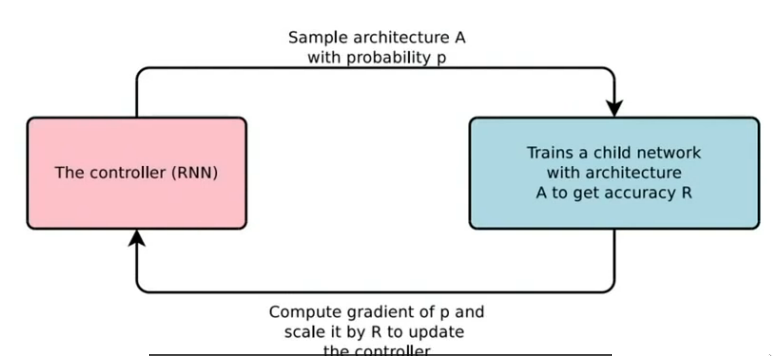 Sample architecture A
with probability p
The controller (RNN)
Trains a child network
with architecture
A to get accuracy R
Compute gradient of p and
scale it by R to update
the controller